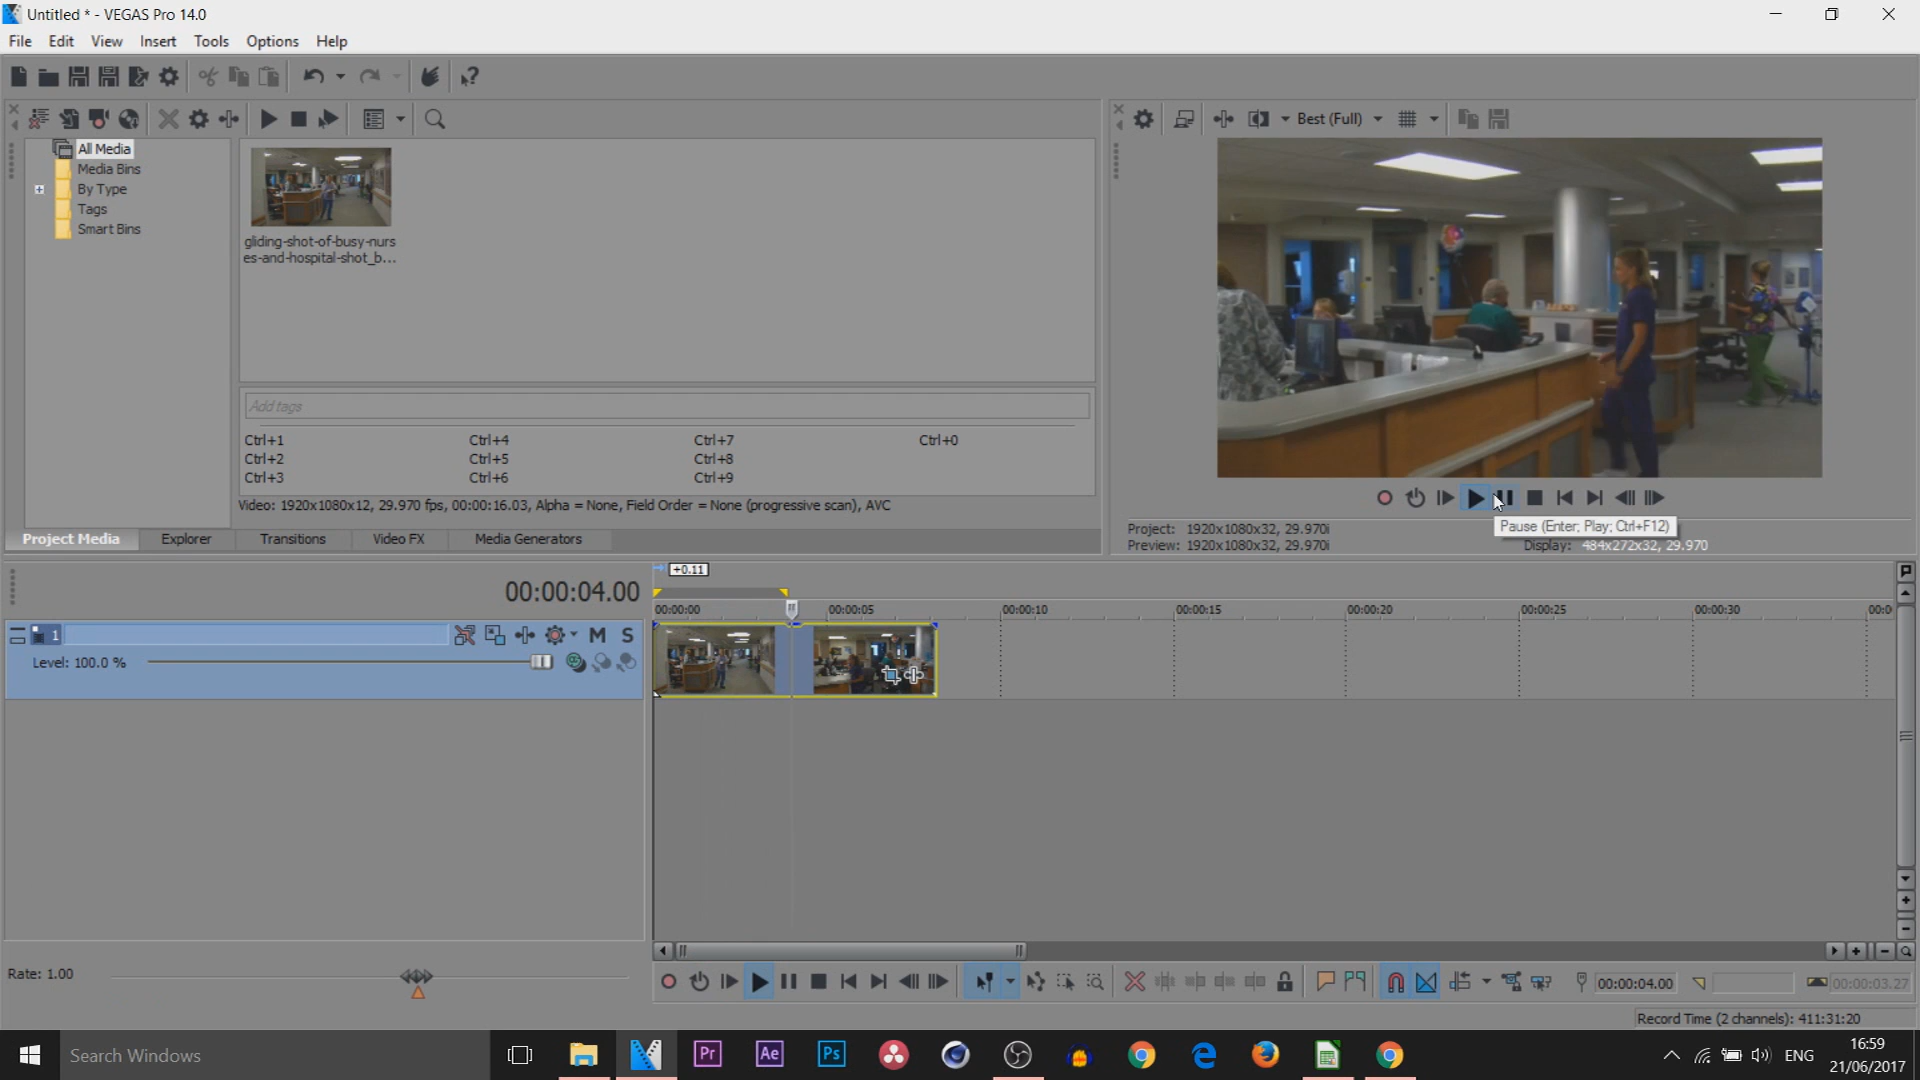 Untitled * - VEGAS Pro 14.0
File Edit View Insert Tools Options Help
Best (Full)
All Media
Media Bins
By Type
Tags
Smart Bins
gliding-shot-of-busy-nurs
es-and-hospital-shot_b...
Add tags
Ctrl+1 Ctrl+4 Ctrl+7 Ctrl+0
Ctrl+2 Ctrl+5 Ctrl+8
Ctrl+3 Ctrl+6 Ctrl+9
Video: 1920x1080x12, 29.970 fps, 00:00:16.03, Alpha = None, Field Order = None (progressive scan), AVC
Project Media Explorer Transitions Video FX Media Generators
Pause (Enter; Play; Ctrl+F12)
Project: 1920x1080x32, 29.970i
Preview: 1920x1080x32, 29.970i
Display: 484x272x32, 29.970
+0.11
00:00:04.00
00:00:00 00:00:05 00:00:10 00:00:15 00:00:20 00:00:25 00:00:30 00:0
1 M S
Level: 100.0 %
Rate: 1.00
00:00:04.00 00:00:03.27
Record Time (2 channels): 411:31:20
Search Windows
Pr Ae Ps
ENG
16:59
21/06/2017